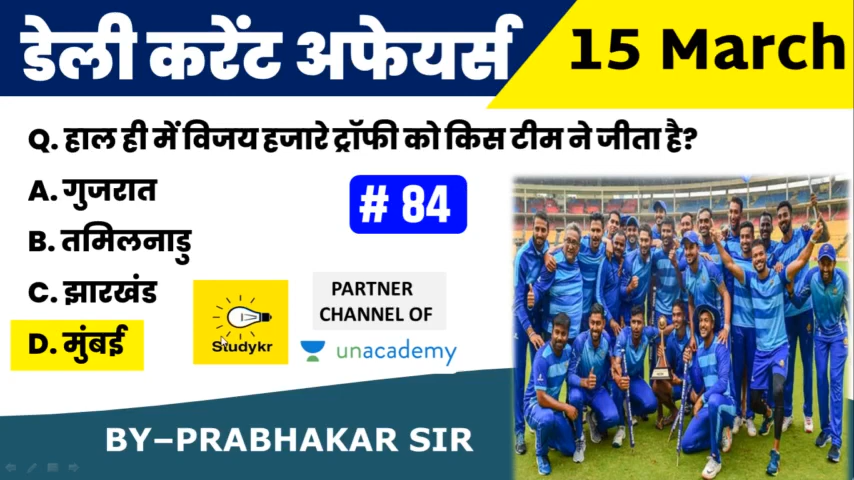 डेली करेंट अफेयर्स
15 March
Q. हाल ही में विजय हजारे ट्रॉफी को किस टीम ने जीता है?
A. गुजरात
# 84
B. तमिलनाडु
C. झारखंड
D. मुंबई
Studykr
PARTNER
CHANNEL OF
unacademy
BY–PRABHAKAR SIR